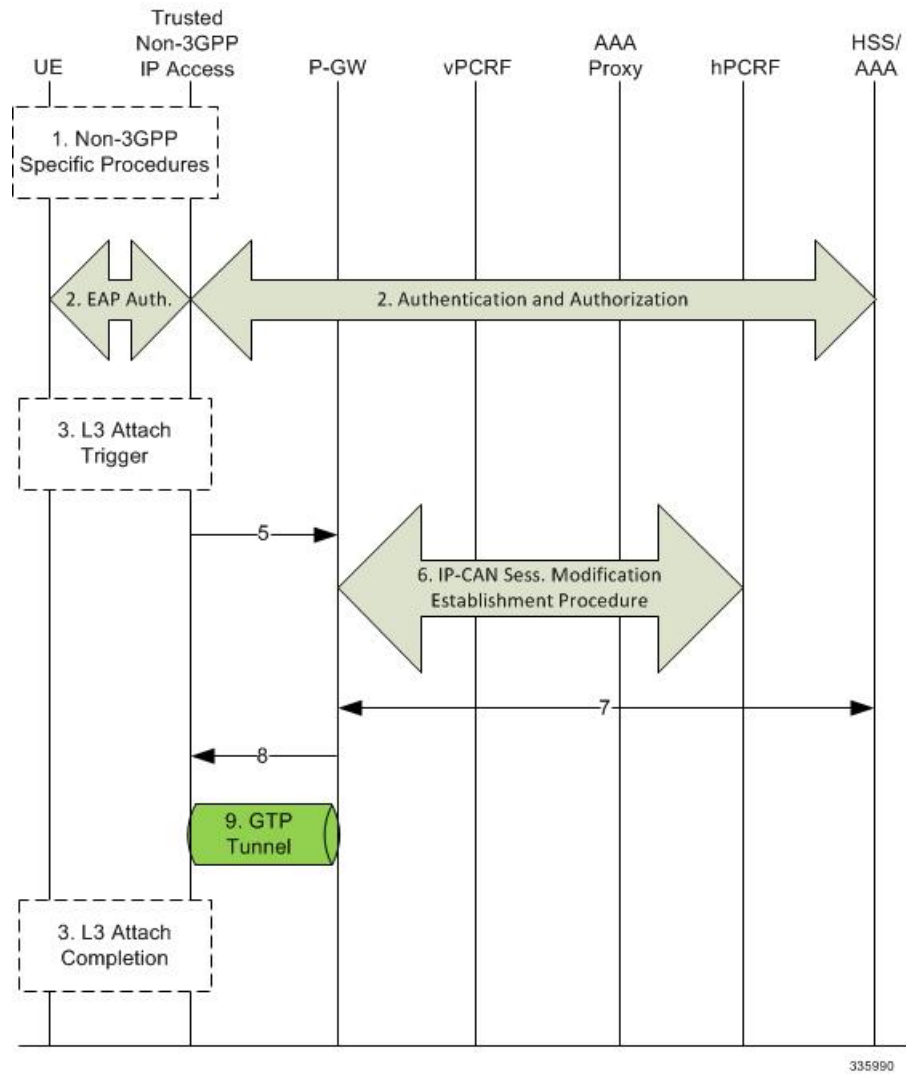 UE
Trusted
Non-3GPP
IP Access
P-GW
vPCRF
AAA
Proxy
hPCRF
HSS/
AAA
1. Non-3GPP
Specific Procedures
2. EAP Auth.
2. Authentication and Authorization
3. L3 Attach
Trigger
5
6. IP-CAN Sess. Modification
Establishment Procedure
7
8
9. GTP
Tunnel
3. L3 Attach
Completion
335990